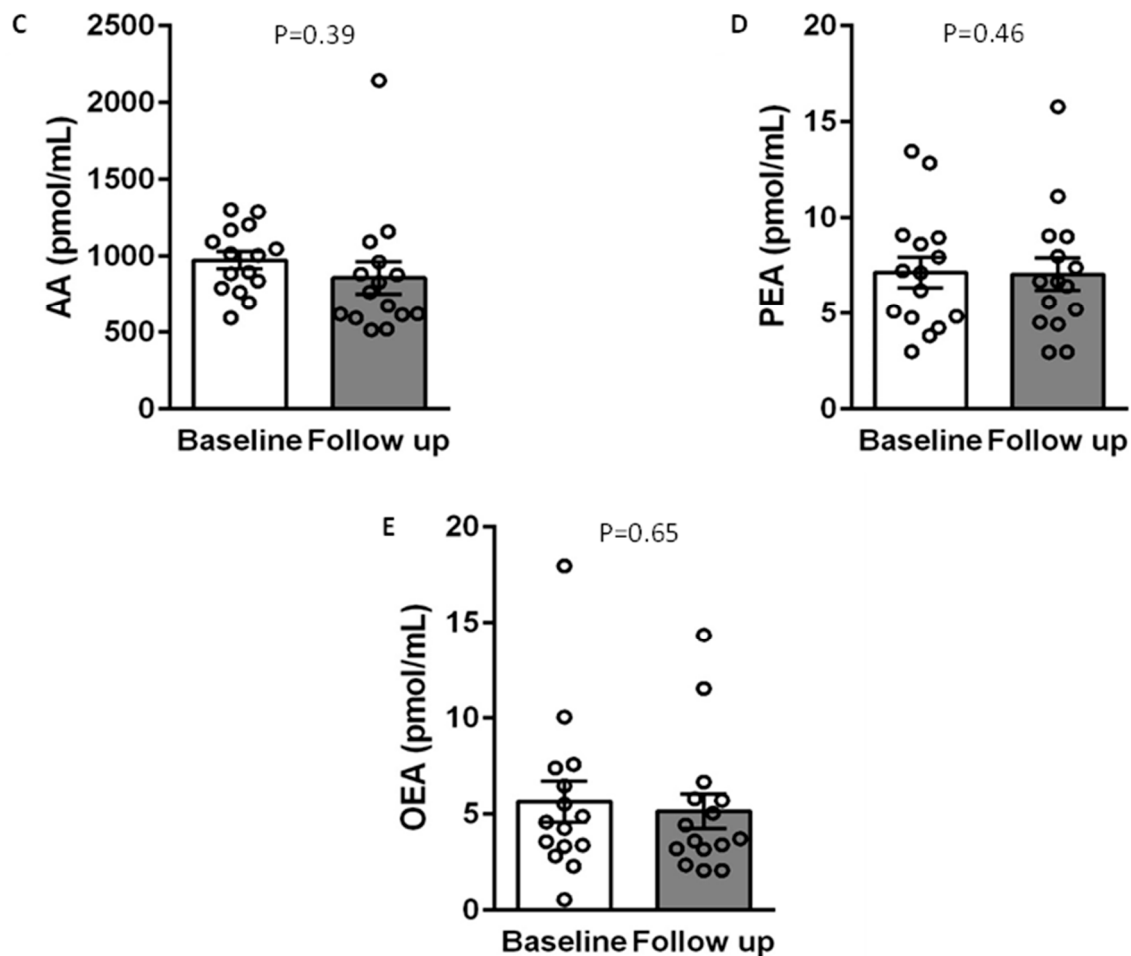 C
P=0.39
AA (pmol/mL)
2500
2000
1500
1000
500
0
Baseline Follow up
D
P=0.46
PEA (pmol/mL)
20
15
10
5
0
Baseline Follow up
E
P=0.65
OEA (pmol/mL)
20
15
10
5
0
Baseline Follow up